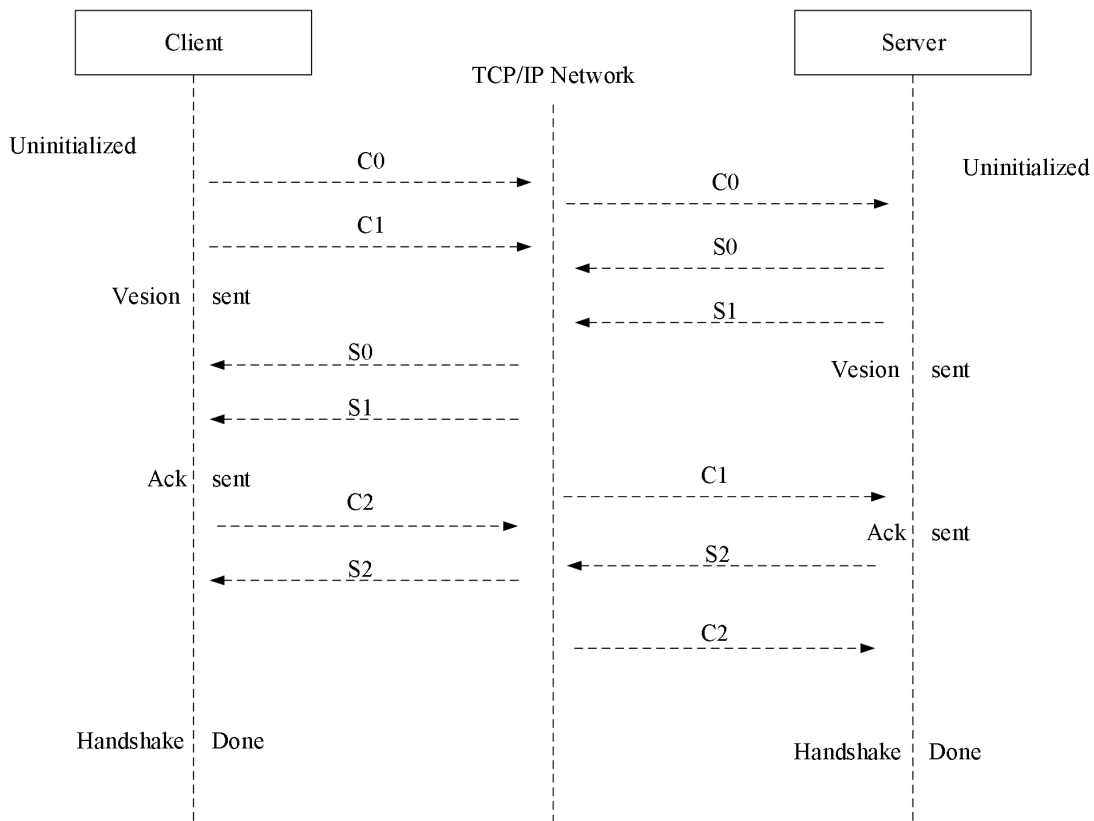 Client
Server
TCP/IP Network
Uninitialized
C0
Uninitialized
C0
C1
S0
Vesion sent
S1
S0
Vesion sent
S1
Ack sent
C1
C2
Ack sent
S2
S2
C2
Handshake Done
Handshake Done